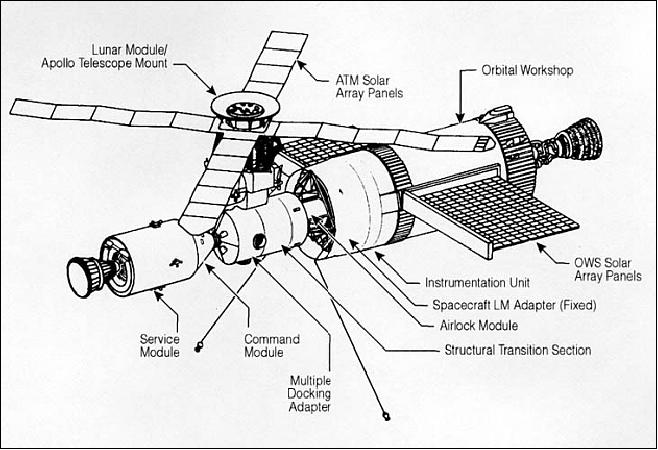 Lunar Module/
Apollo Telescope Mount
ATM Solar
Array Panels
Orbital Workshop
OWS Solar
Array Panels
Instrumentation Unit
Spacecraft LM Adapter (Fixed)
Airlock Module
Structural Transition Section
Service
Module
Command
Module
Multiple
Docking
Adapter